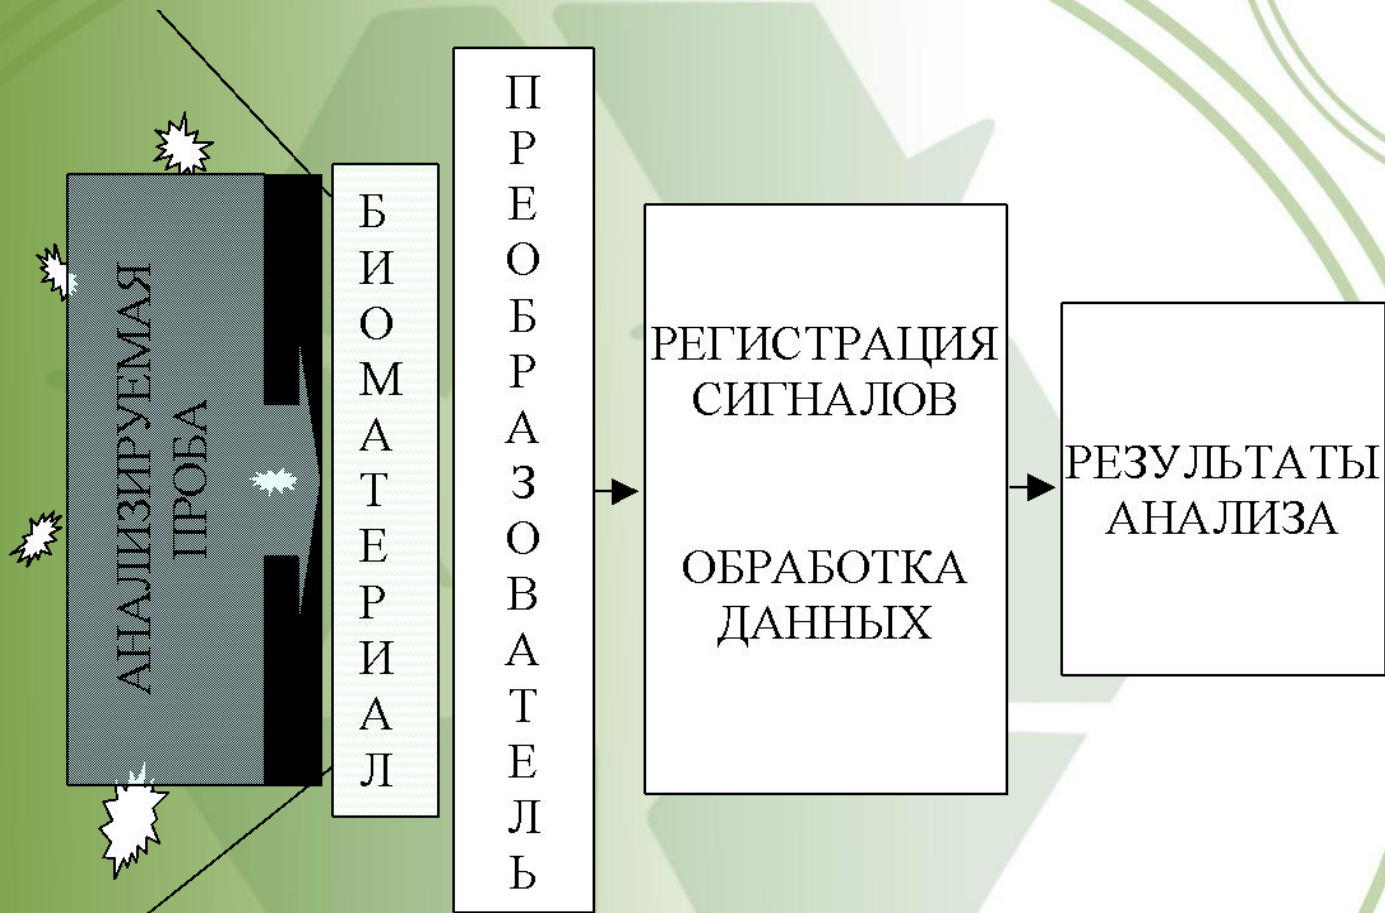 АНАЛИЗИРУЕМАЯ
ПРОБА
БИОМАТЕРИАЛ
ПРЕОБРАЗОВАТЕЛЬ
РЕГИСТРАЦИЯ
СИГНАЛОВ
ОБРАБОТКА
ДАННЫХ
РЕЗУЛЬТАТЫ
АНАЛИЗА